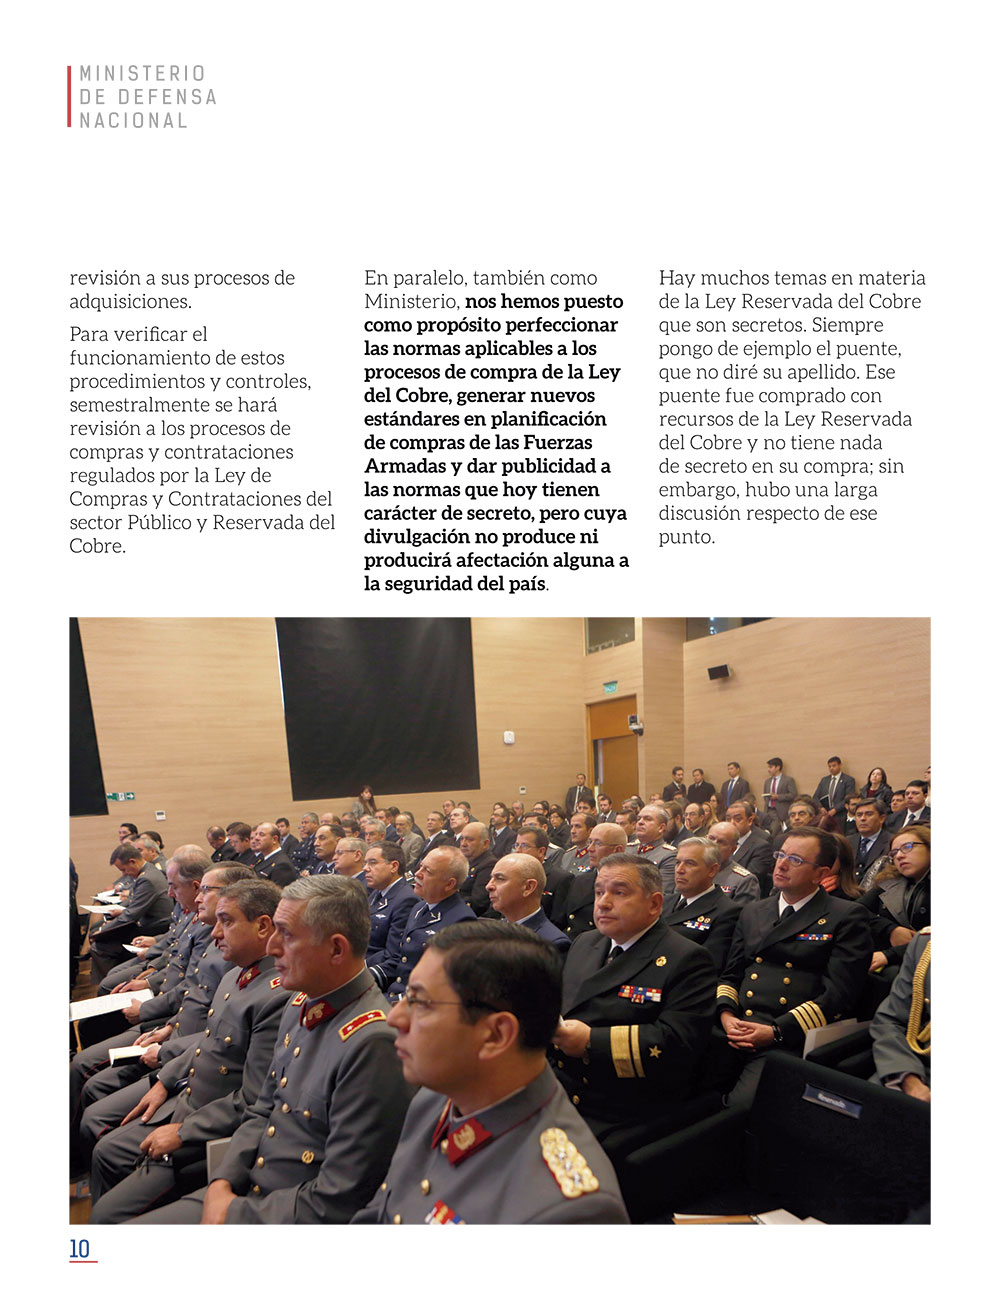 MINISTERIO
DE DEFENSA
NACIONAL
revisión a sus procesos de
adquisiciones.
Para verificar el
funcionamiento de estos
procedimientos y controles,
semestralmente se hará
revisión a los procesos de
compras y contrataciones
regulados por la Ley de
Compras y Contrataciones del
sector Público y Reservada del
Cobre.
En paralelo, también como
Ministerio, nos hemos puesto
como propósito perfeccionar
las normas aplicables a los
procesos de compra de la Ley
del Cobre, generar nuevos
estándares en planificación
de compras de las Fuerzas
Armadas y dar publicidad a
las normas que hoy tienen
carácter de secreto, pero cuya
divulgación no produce ni
producirá afectación alguna a
la seguridad del país.
Hay muchos temas en materia
de la Ley Reservada del Cobre
que son secretos. Siempre
pongo de ejemplo el puente,
que no diré su apellido. Ese
puente fue comprado con
recursos de la Ley Reservada
del Cobre y no tiene nada
de secreto en su compra; sin
embargo, hubo una larga
discusión respecto de ese
punto.
Reservado
10